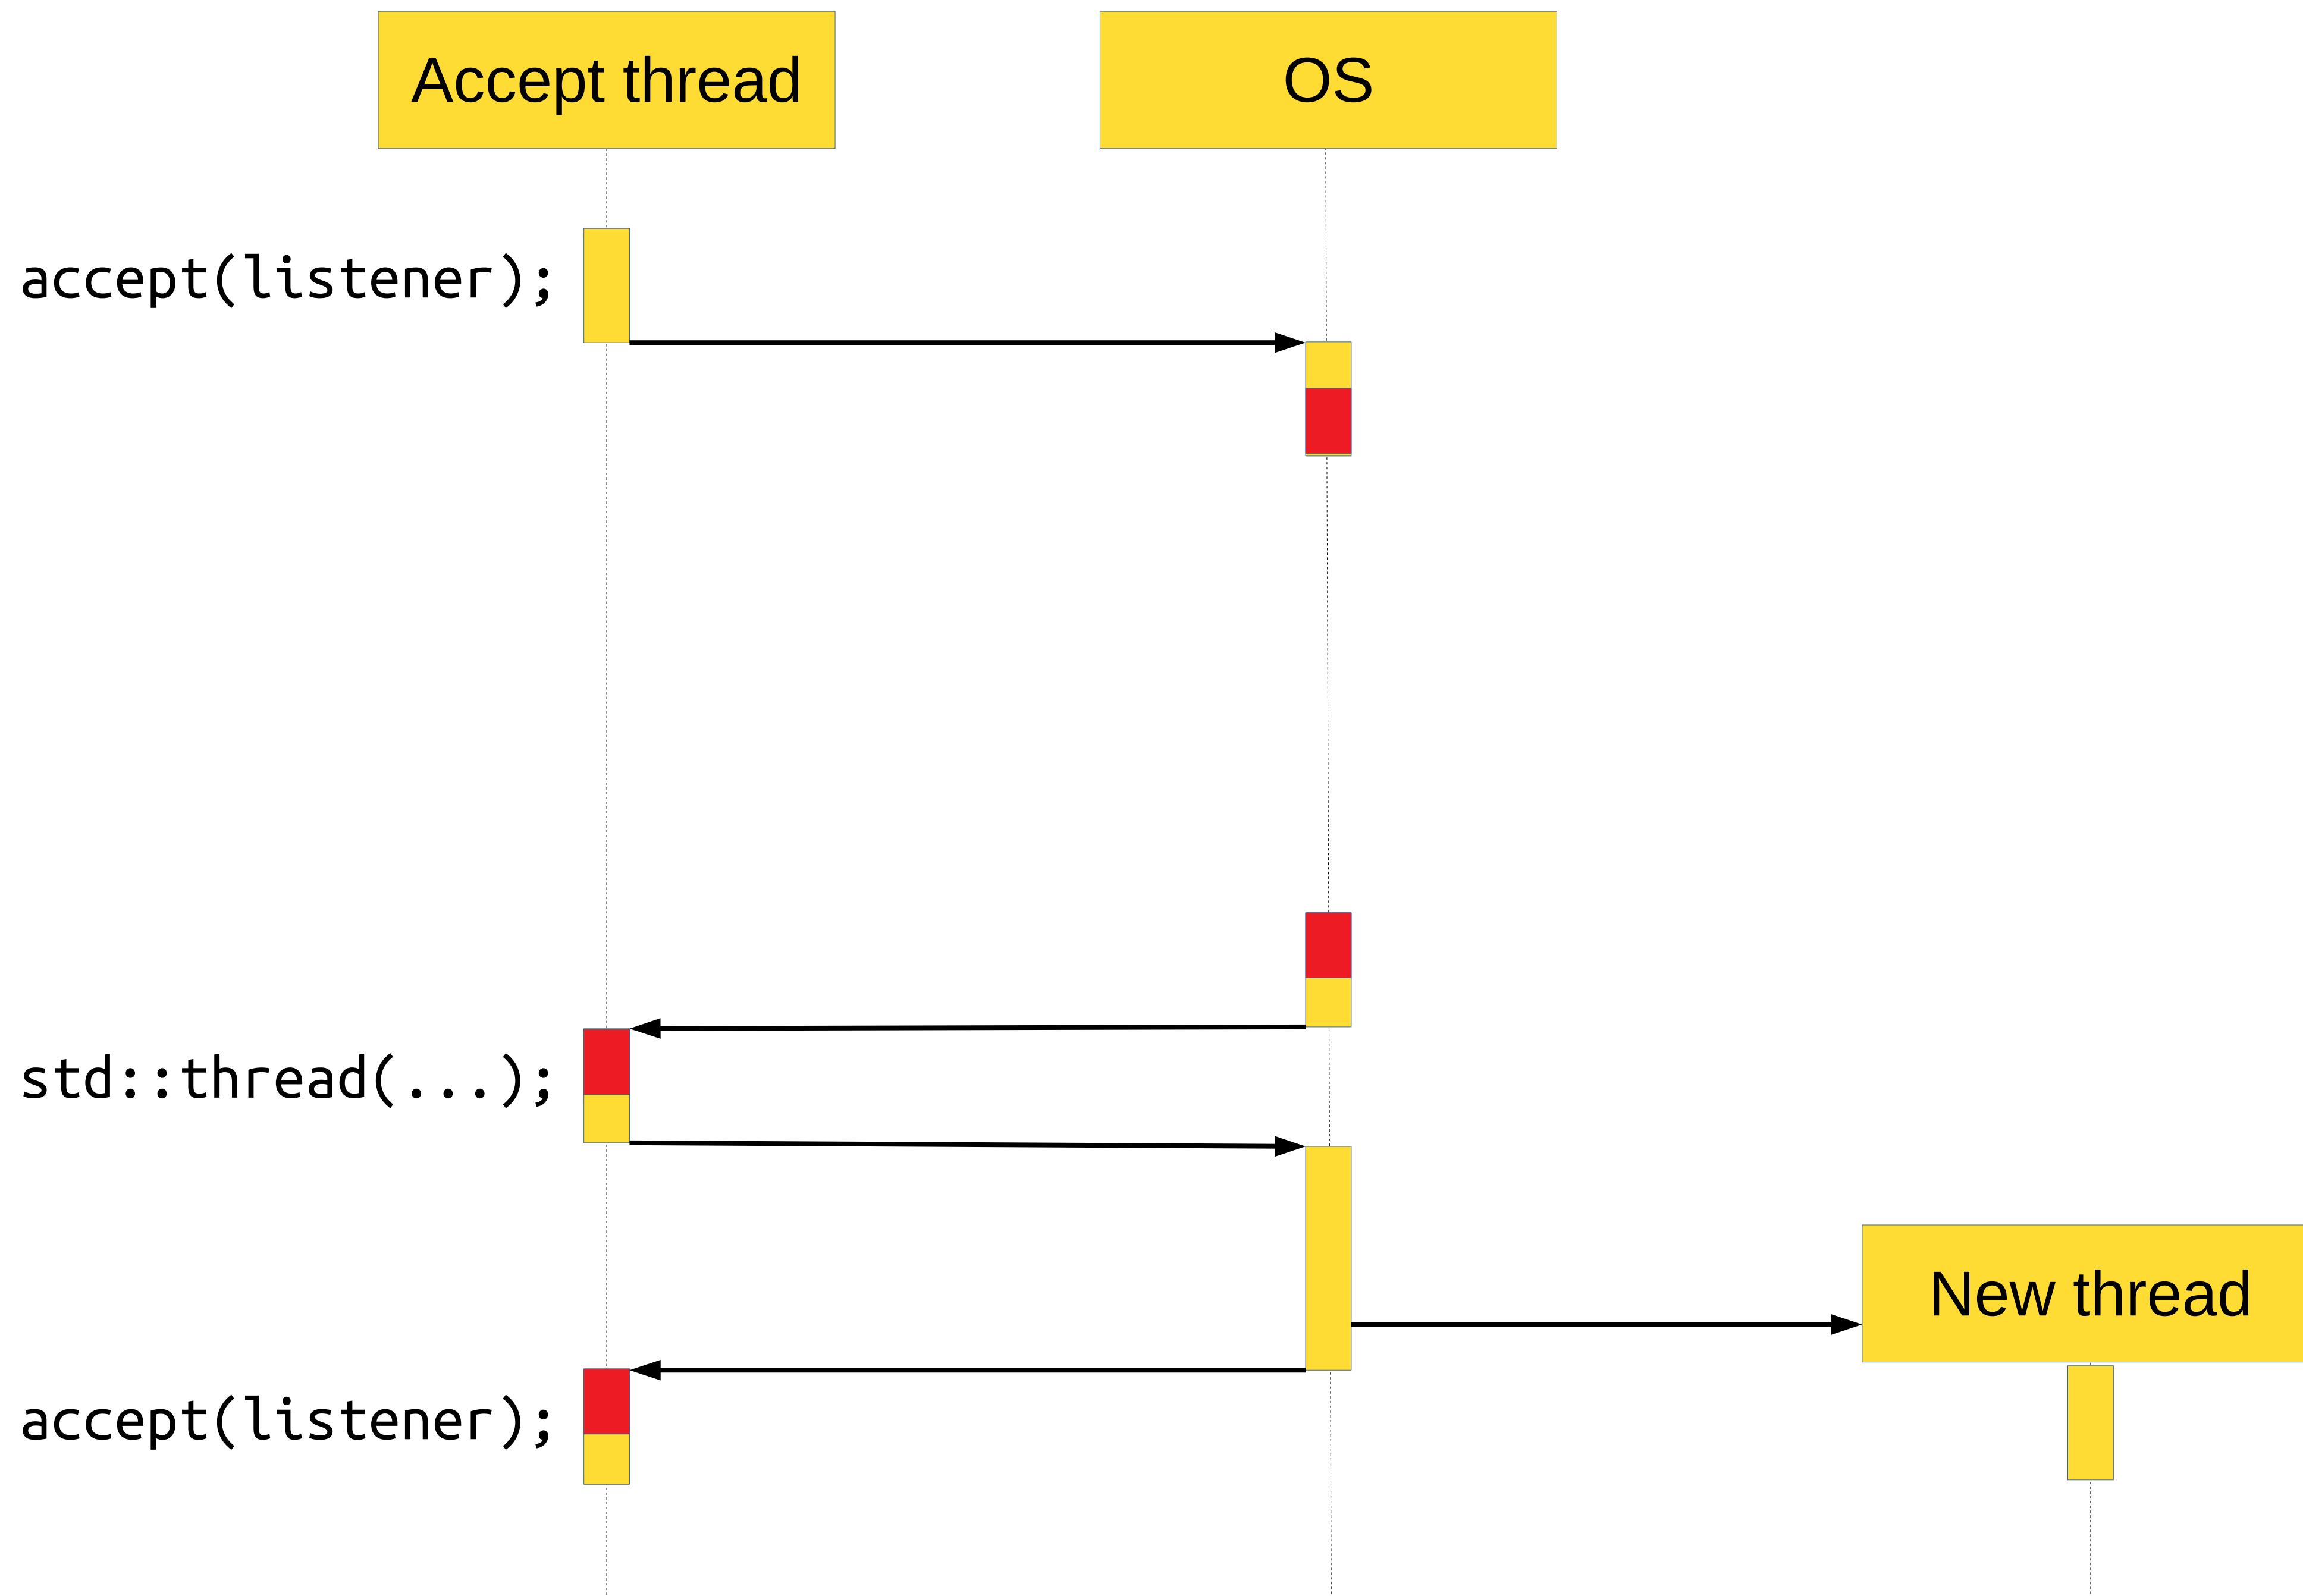 Accept thread
OS
accept(listener);
std::thread(...);
New thread
accept(listener);